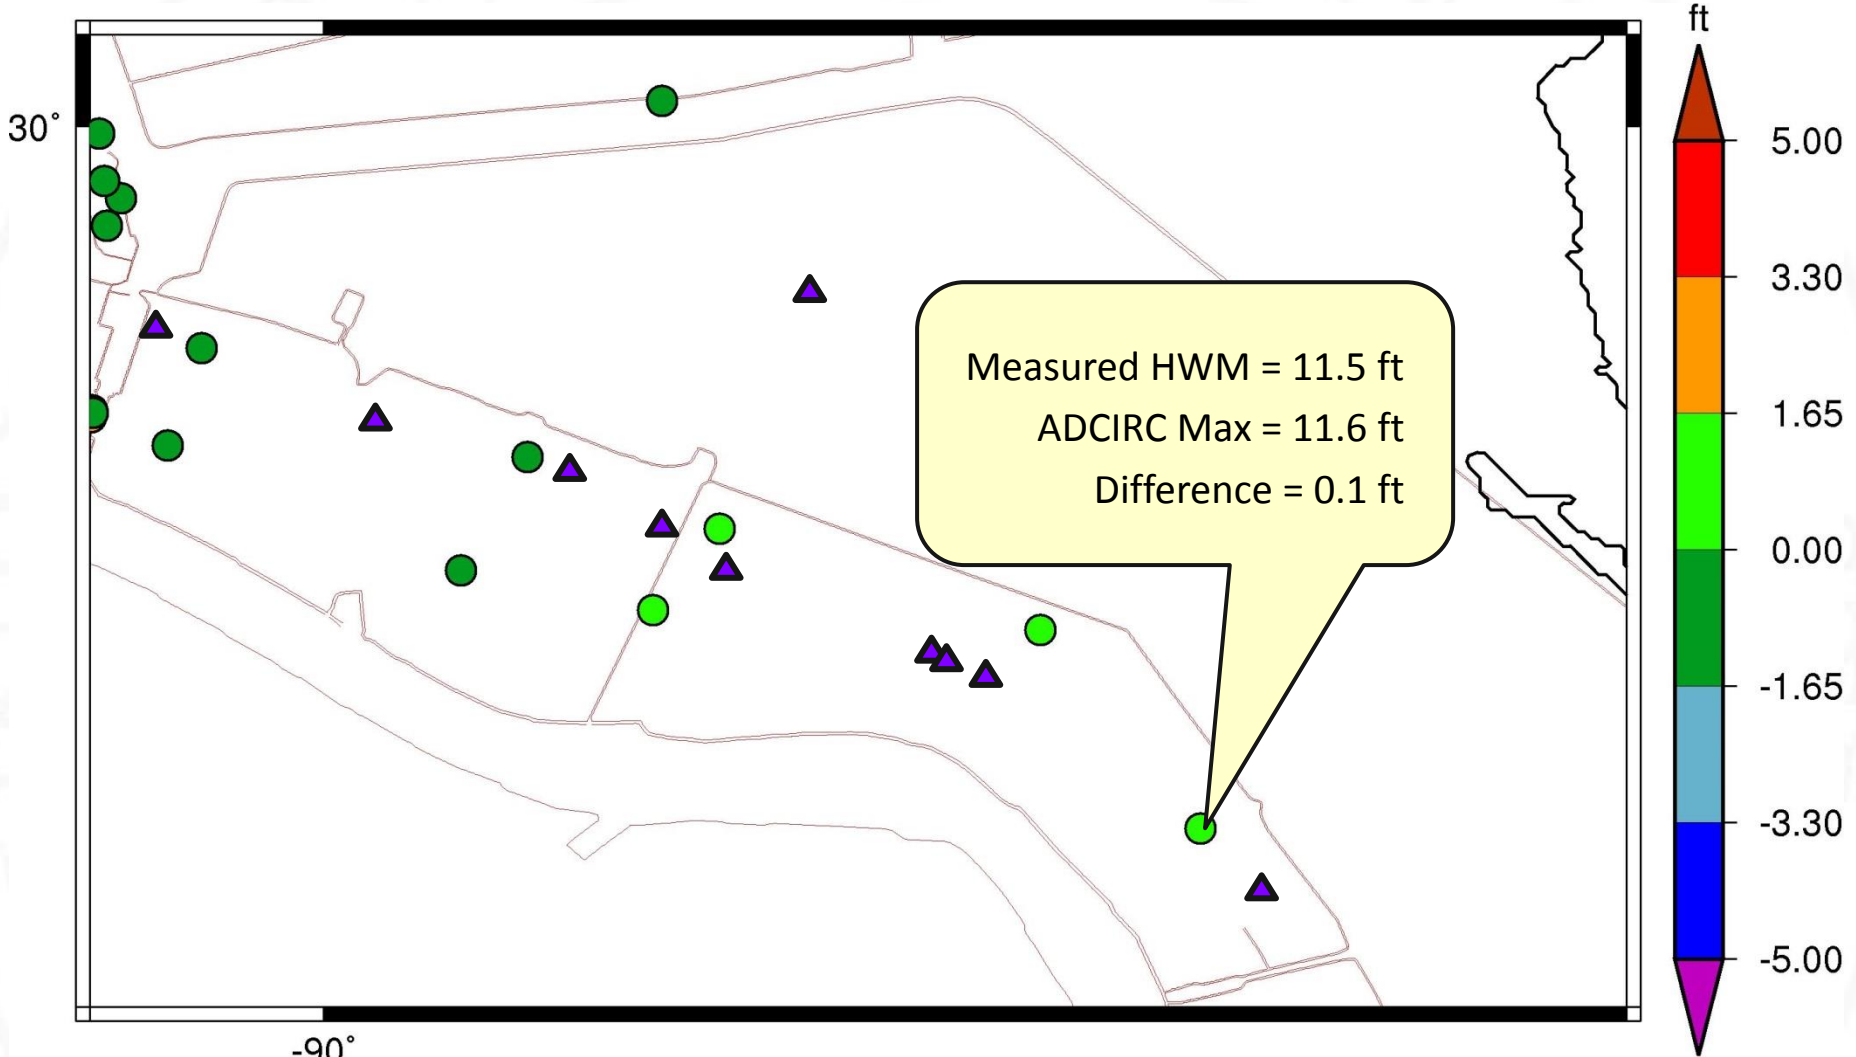 ft
30°
5.00
3.30
Measured HWM = 11.5 ft
1.65
ADCIRC Max = 11.6 ft
Difference = 0.1 ft
0.00
-1.65
-3.30
-5.00
-90°